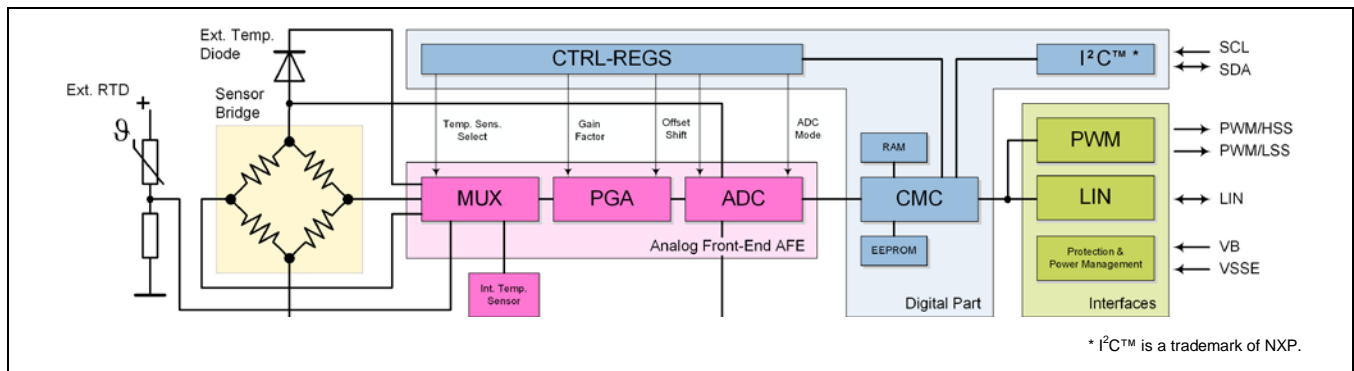 Ext. Temp.
Diode
Ext. RTD
+
ϑ
Sensor
Bridge
CTRL-REGS
I²C™ *
SCL
SDA
Temp. Sens.
Select
Gain
Factor
Offset
Shift
ADC
Mode
RAM
PWM
PWM/HSS
PWM/LSS
MUX
PGA
ADC
CMC
LIN
LIN
Analog Front-End AFE
EEPROM
Protection &
Power Management
VB
VSSE
Int. Temp.
Sensor
Digital Part
Interfaces
* I²C™ is a trademark of NXP.